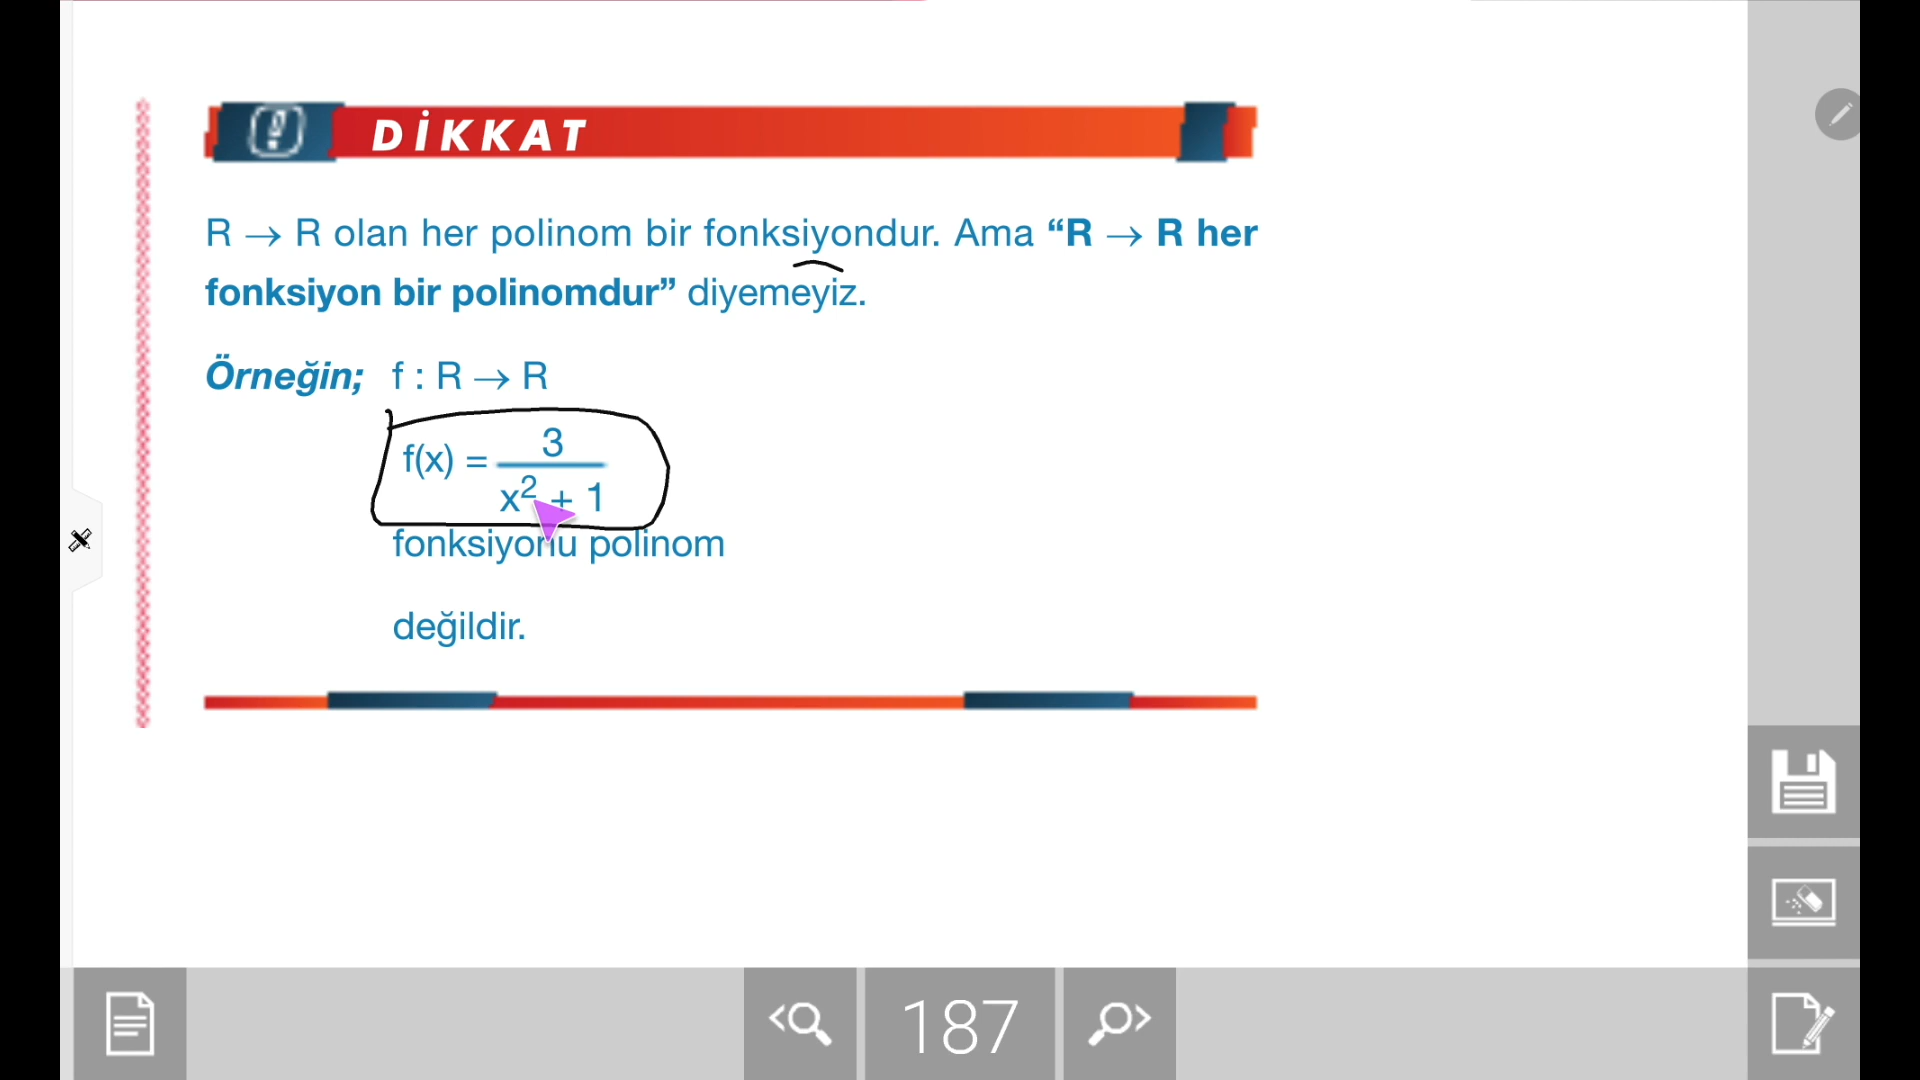 DİKKAT
R → R olan her polinom bir fonksiyondur. Ama “R → R her
fonksiyon bir polinomdur” diyemeyiz.
Örneğin; f : R → R
f(x) = 3 / x² + 1
fonksiyonu polinom
değildir.
187